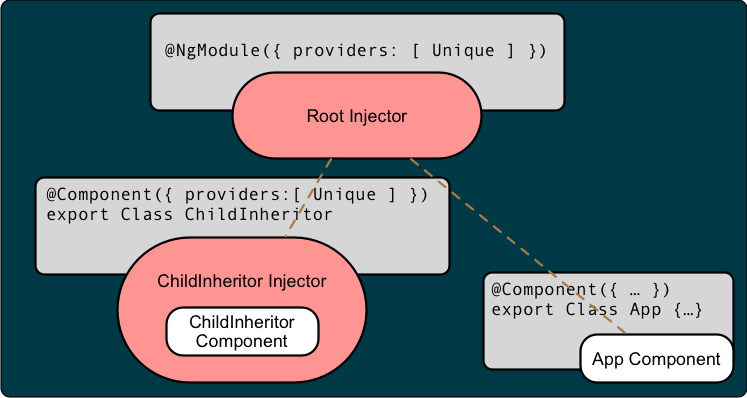 @NgModule({ providers: [ Unique ] })
Root Injector
@Component({ providers:[ Unique ] })
export Class ChildInheritor
ChildInheritor Injector
ChildInheritor
Component
@Component({ … })
export Class App {…}
App Component